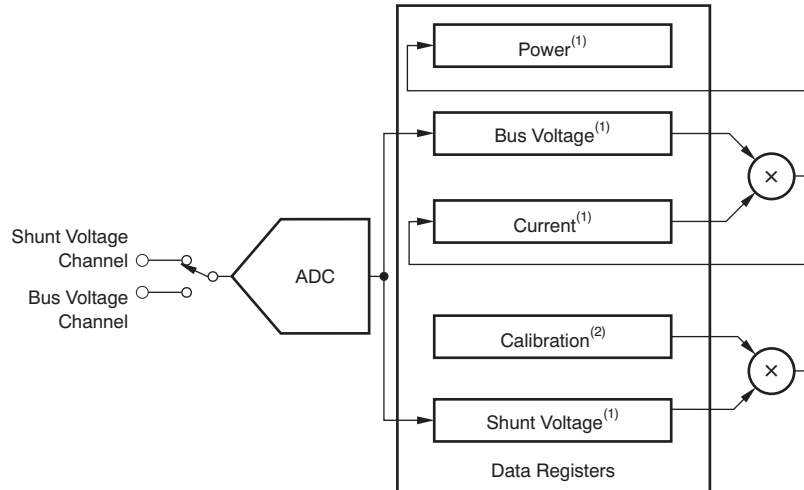 Power(1)
Bus Voltage(1)
Current(1)
Shunt Voltage
Channel
ADC
Bus Voltage
Channel
Calibration(2)
Shunt Voltage(1)
Data Registers
×
×